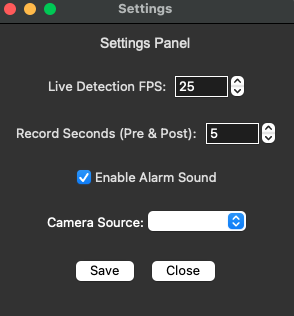 Settings
Settings Panel
Live Detection FPS: 25
Record Seconds (Pre & Post): 5
Enable Alarm Sound
Camera Source:
Save Close